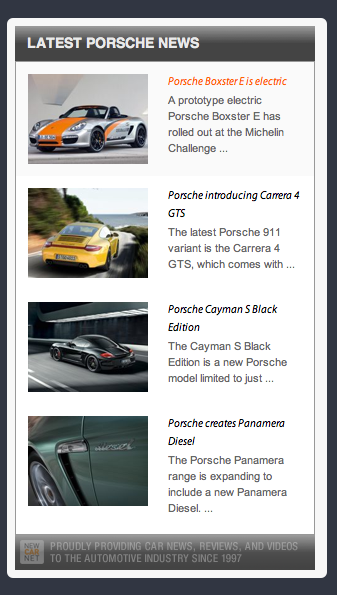 LATEST PORSCHE NEWS
Porsche Boxster E is electric
A prototype electric
Porsche Boxster E has
rolled out at the Michelin
Challenge ...
Porsche introducing Carrera 4
GTS
The latest Porsche 911
variant is the Carrera 4
GTS, which comes with ...
Porsche Cayman S Black
Edition
The Cayman S Black
Edition is a new Porsche
model limited to just ...
Porsche creates Panamera
Diesel
The Porsche Panamera
range is expanding to
include a new Panamera
Diesel. ...
NEW
CAR
NET
PROUDLY PROVIDING CAR NEWS, REVIEWS, AND VIDEOS
TO THE AUTOMOTIVE INDUSTRY SINCE 1997